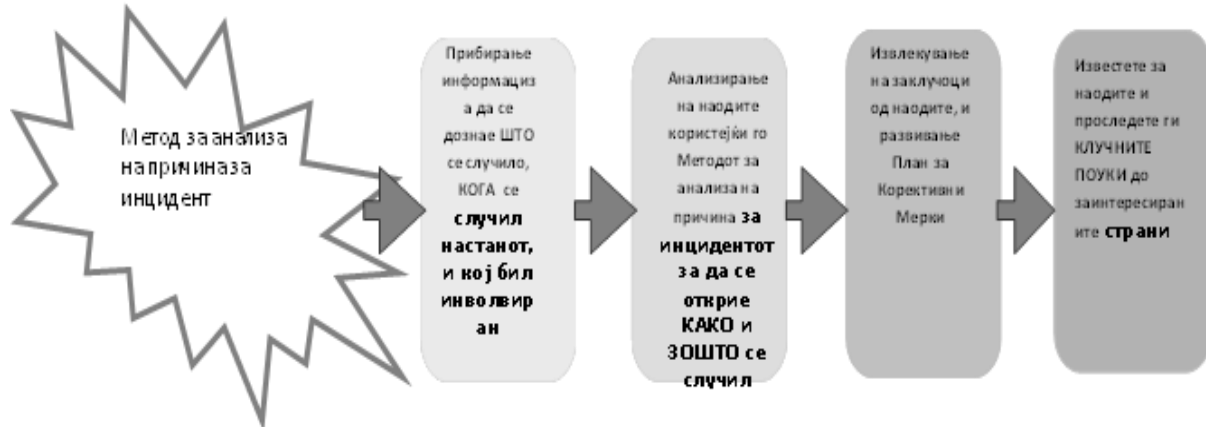 Метод за анализа
на причина за
инцидент
Прибирање
информациз
а да се
дознае ШТО
се случило,
КОГА се
случил
настанот,
и кој бил
инволвир
ан
Анализирање
на наодите
користејќи го
Методот за
анализа на
причина за
инцидентот
за да се
открие
КАКО и
ЗОШТО се
случил
Извлекување
на заклучоци
од наодите, и
развивање
План за
Корективни
Мерки
Известете за
наодите и
проследете ги
КЛУЧНИТЕ
ПОУКИ до
заинтересиран
ите страни